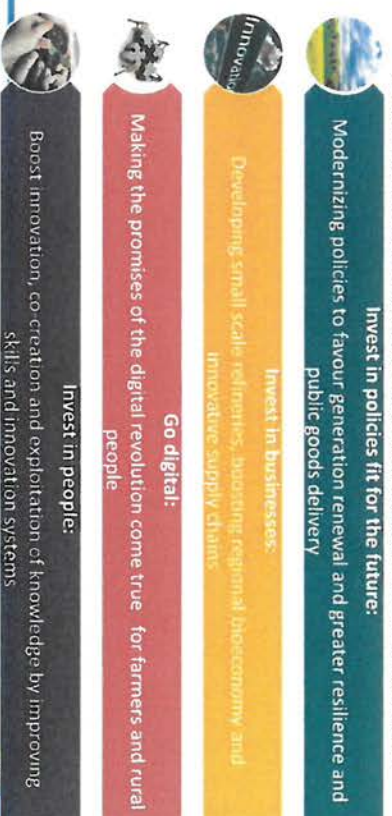 Invest in policies fit for the future:
Modernizing policies to favour generation renewal and greater resilience and
public goods delivery
Innovatio
Invest in businesses:
Developing small scale refineries, boosting regional bioeconomy and
innovative supply chains
Go digital:
Making the promises of the digital revolution come true for farmers and rural
people
Invest in people:
Boost innovation, co-creation and exploitation of knowledge by improving
skills and innovation systems